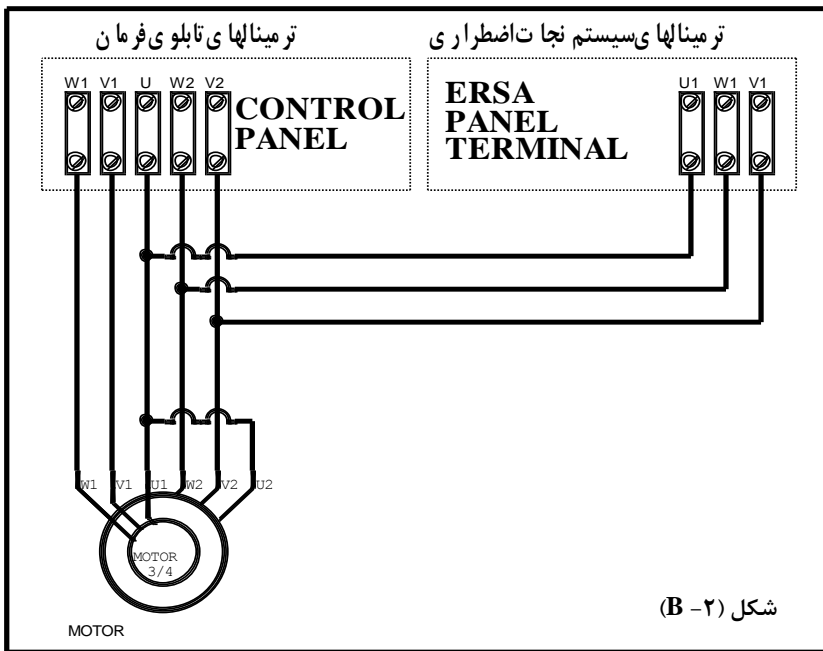 ترمینالهای تابلوی فرمان
ترمینالهای سیستم نجات اضطراری
W1 V1 U W2 V2
CONTROL
PANEL
ERSA
PANEL
TERMINAL
U1 W1 V1
W1 V1 U1 W2 V2 U2
MOTOR
3/4
MOTOR
شکل (۲- B)